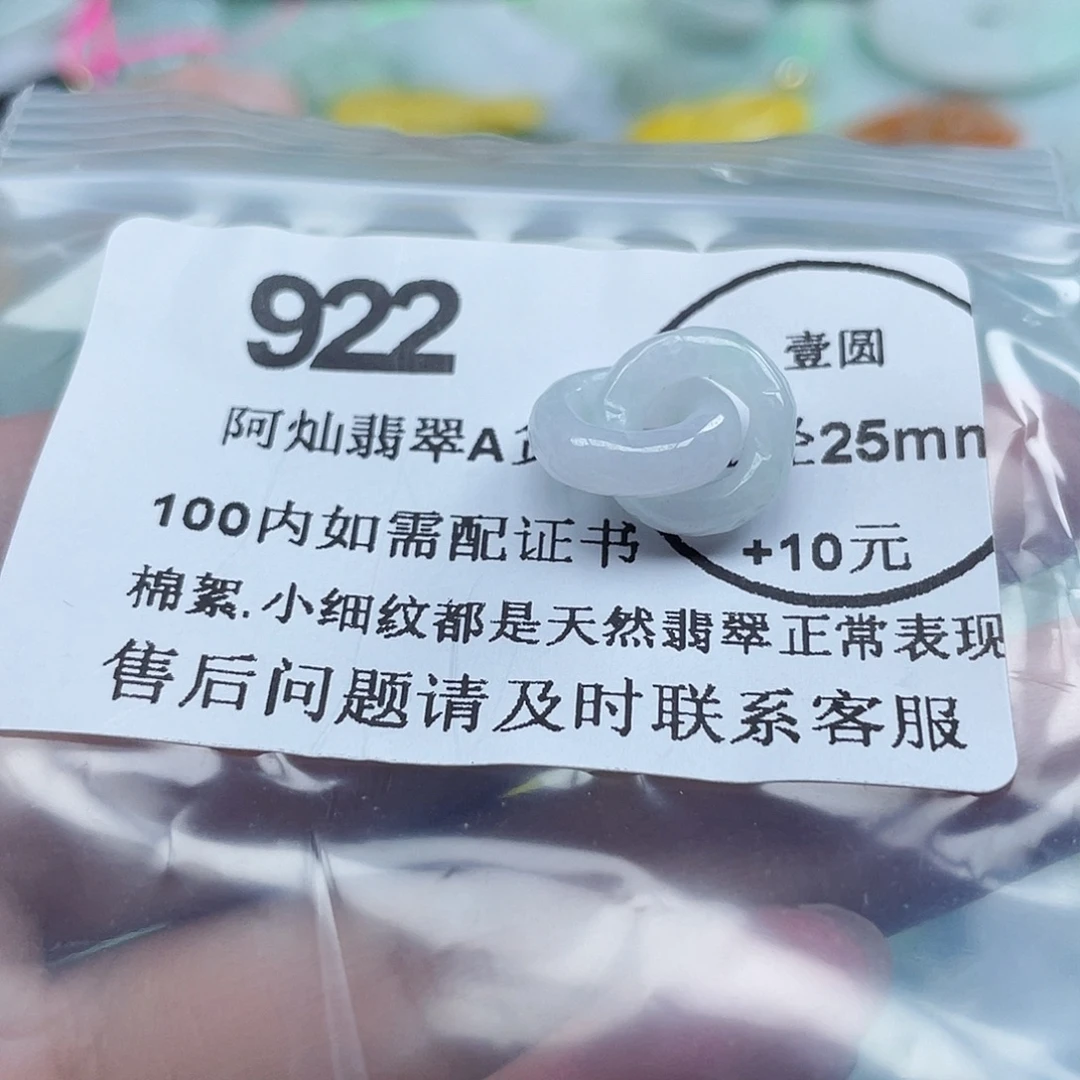 922
壹圆
阿灿翡翠A 25mm
100内如需配证书 +10元
棉絮.小细纹都是天然翡翠正常表现
售后问题请及时联系客服